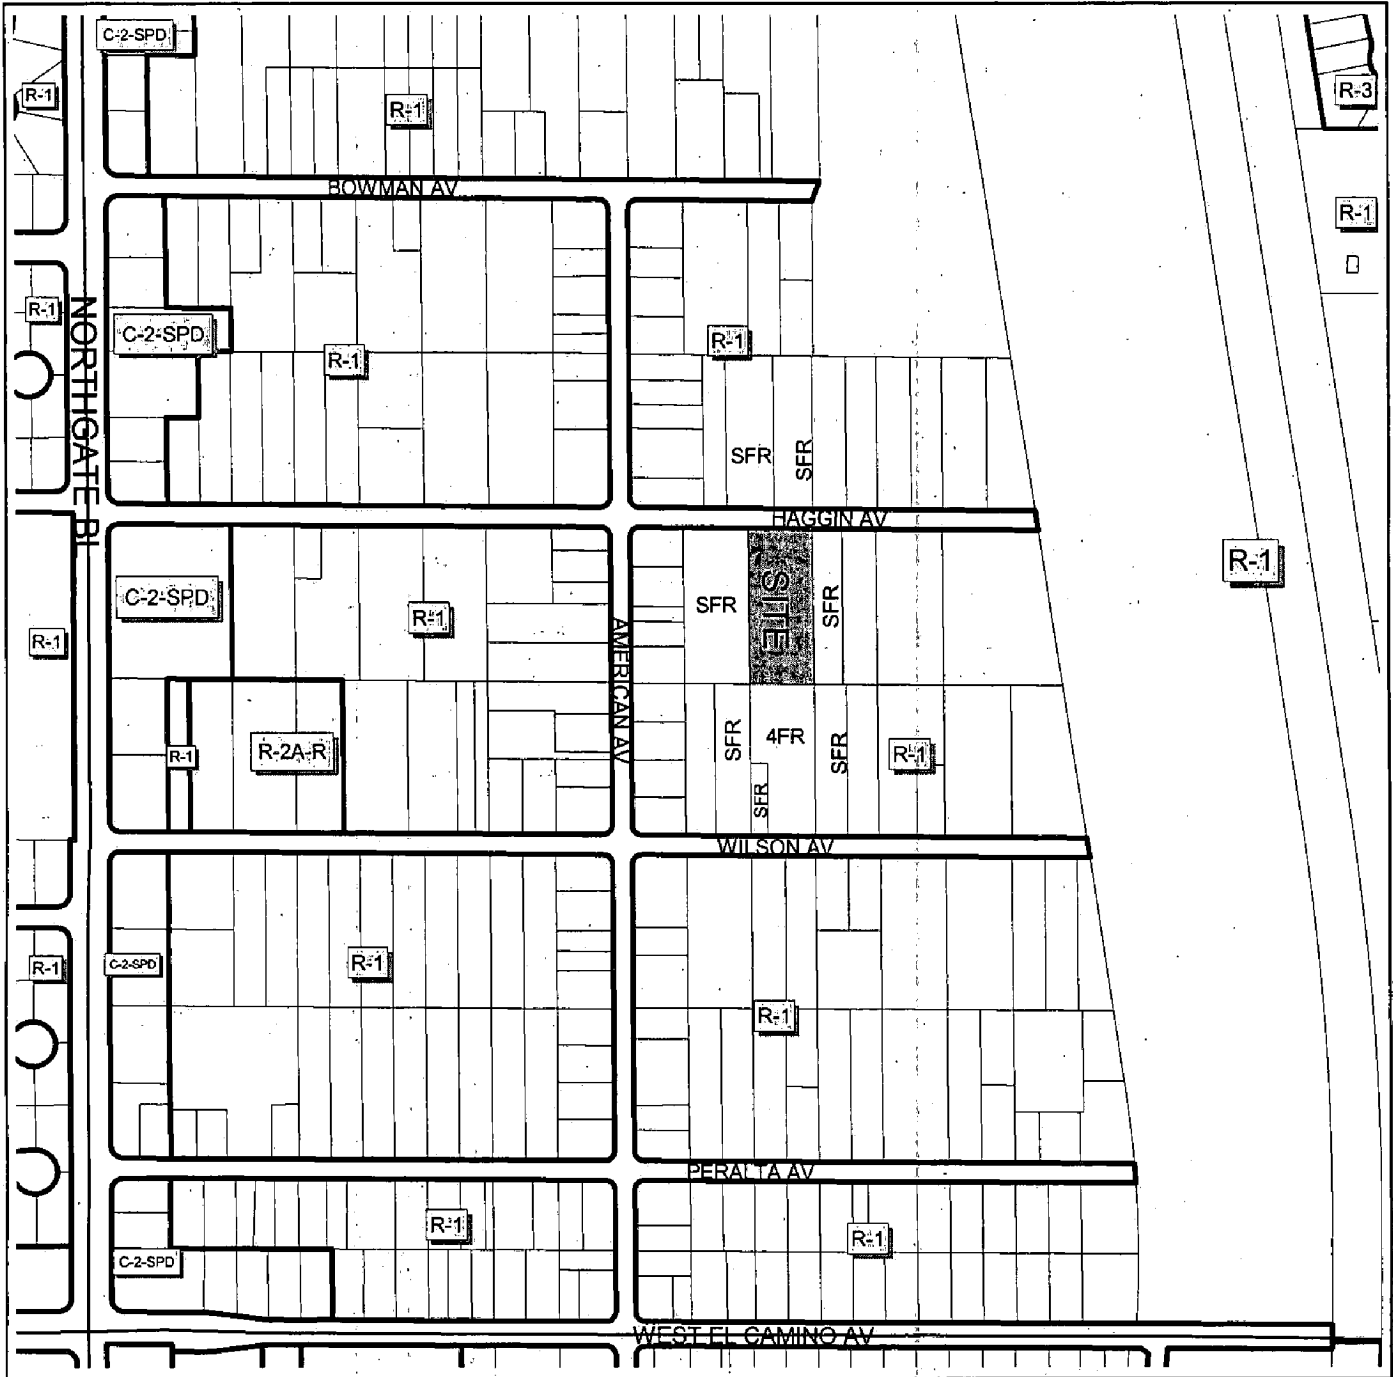 C-2-SPD
R-1
R-1
R-3
BOWMAN AV
R-1
R-1
C-2-SPD
R-1
R-1
NORTHGATE BL
SFR
SFR
HAGGIN AV
R-1
C-2-SPD
R-1
SFR
SITE
SFR
R-1
AMERICAN AV
R-1
R-2A-R
SFR
4FR
SFR
R-1
SFR
WILSON AV
R-1
C-2-SPD
R-1
R-1
PERALTA AV
R-1
R-1
C-2-SPD
WEST EL CAMINO AV